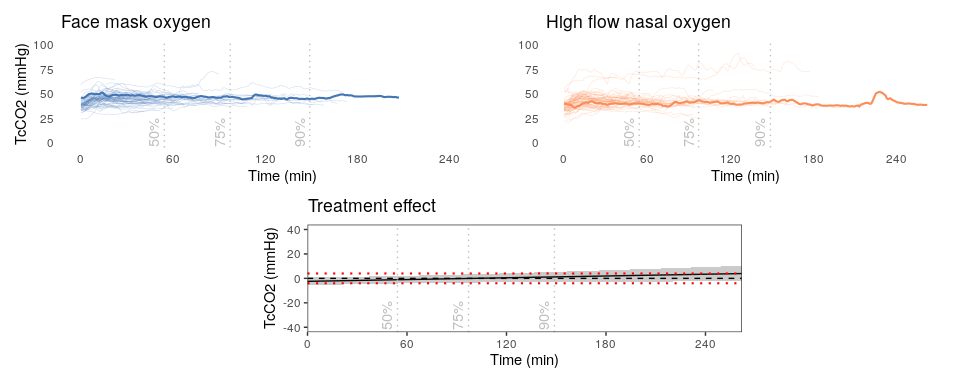 Face mask oxygen
TcCO2 (mmHg)
100
75
50
25
0
50%
75%
90%
0 60 120 180 240
Time (min)
HIgh flow nasal oxygen
100
75
50
25
0
50%
75%
90%
0 60 120 180 240
Time (min)
Treatment effect
TcCO2 (mmHg)
40
20
0
-20
-40
50%
75%
90%
0 60 120 180 240
Time (min)